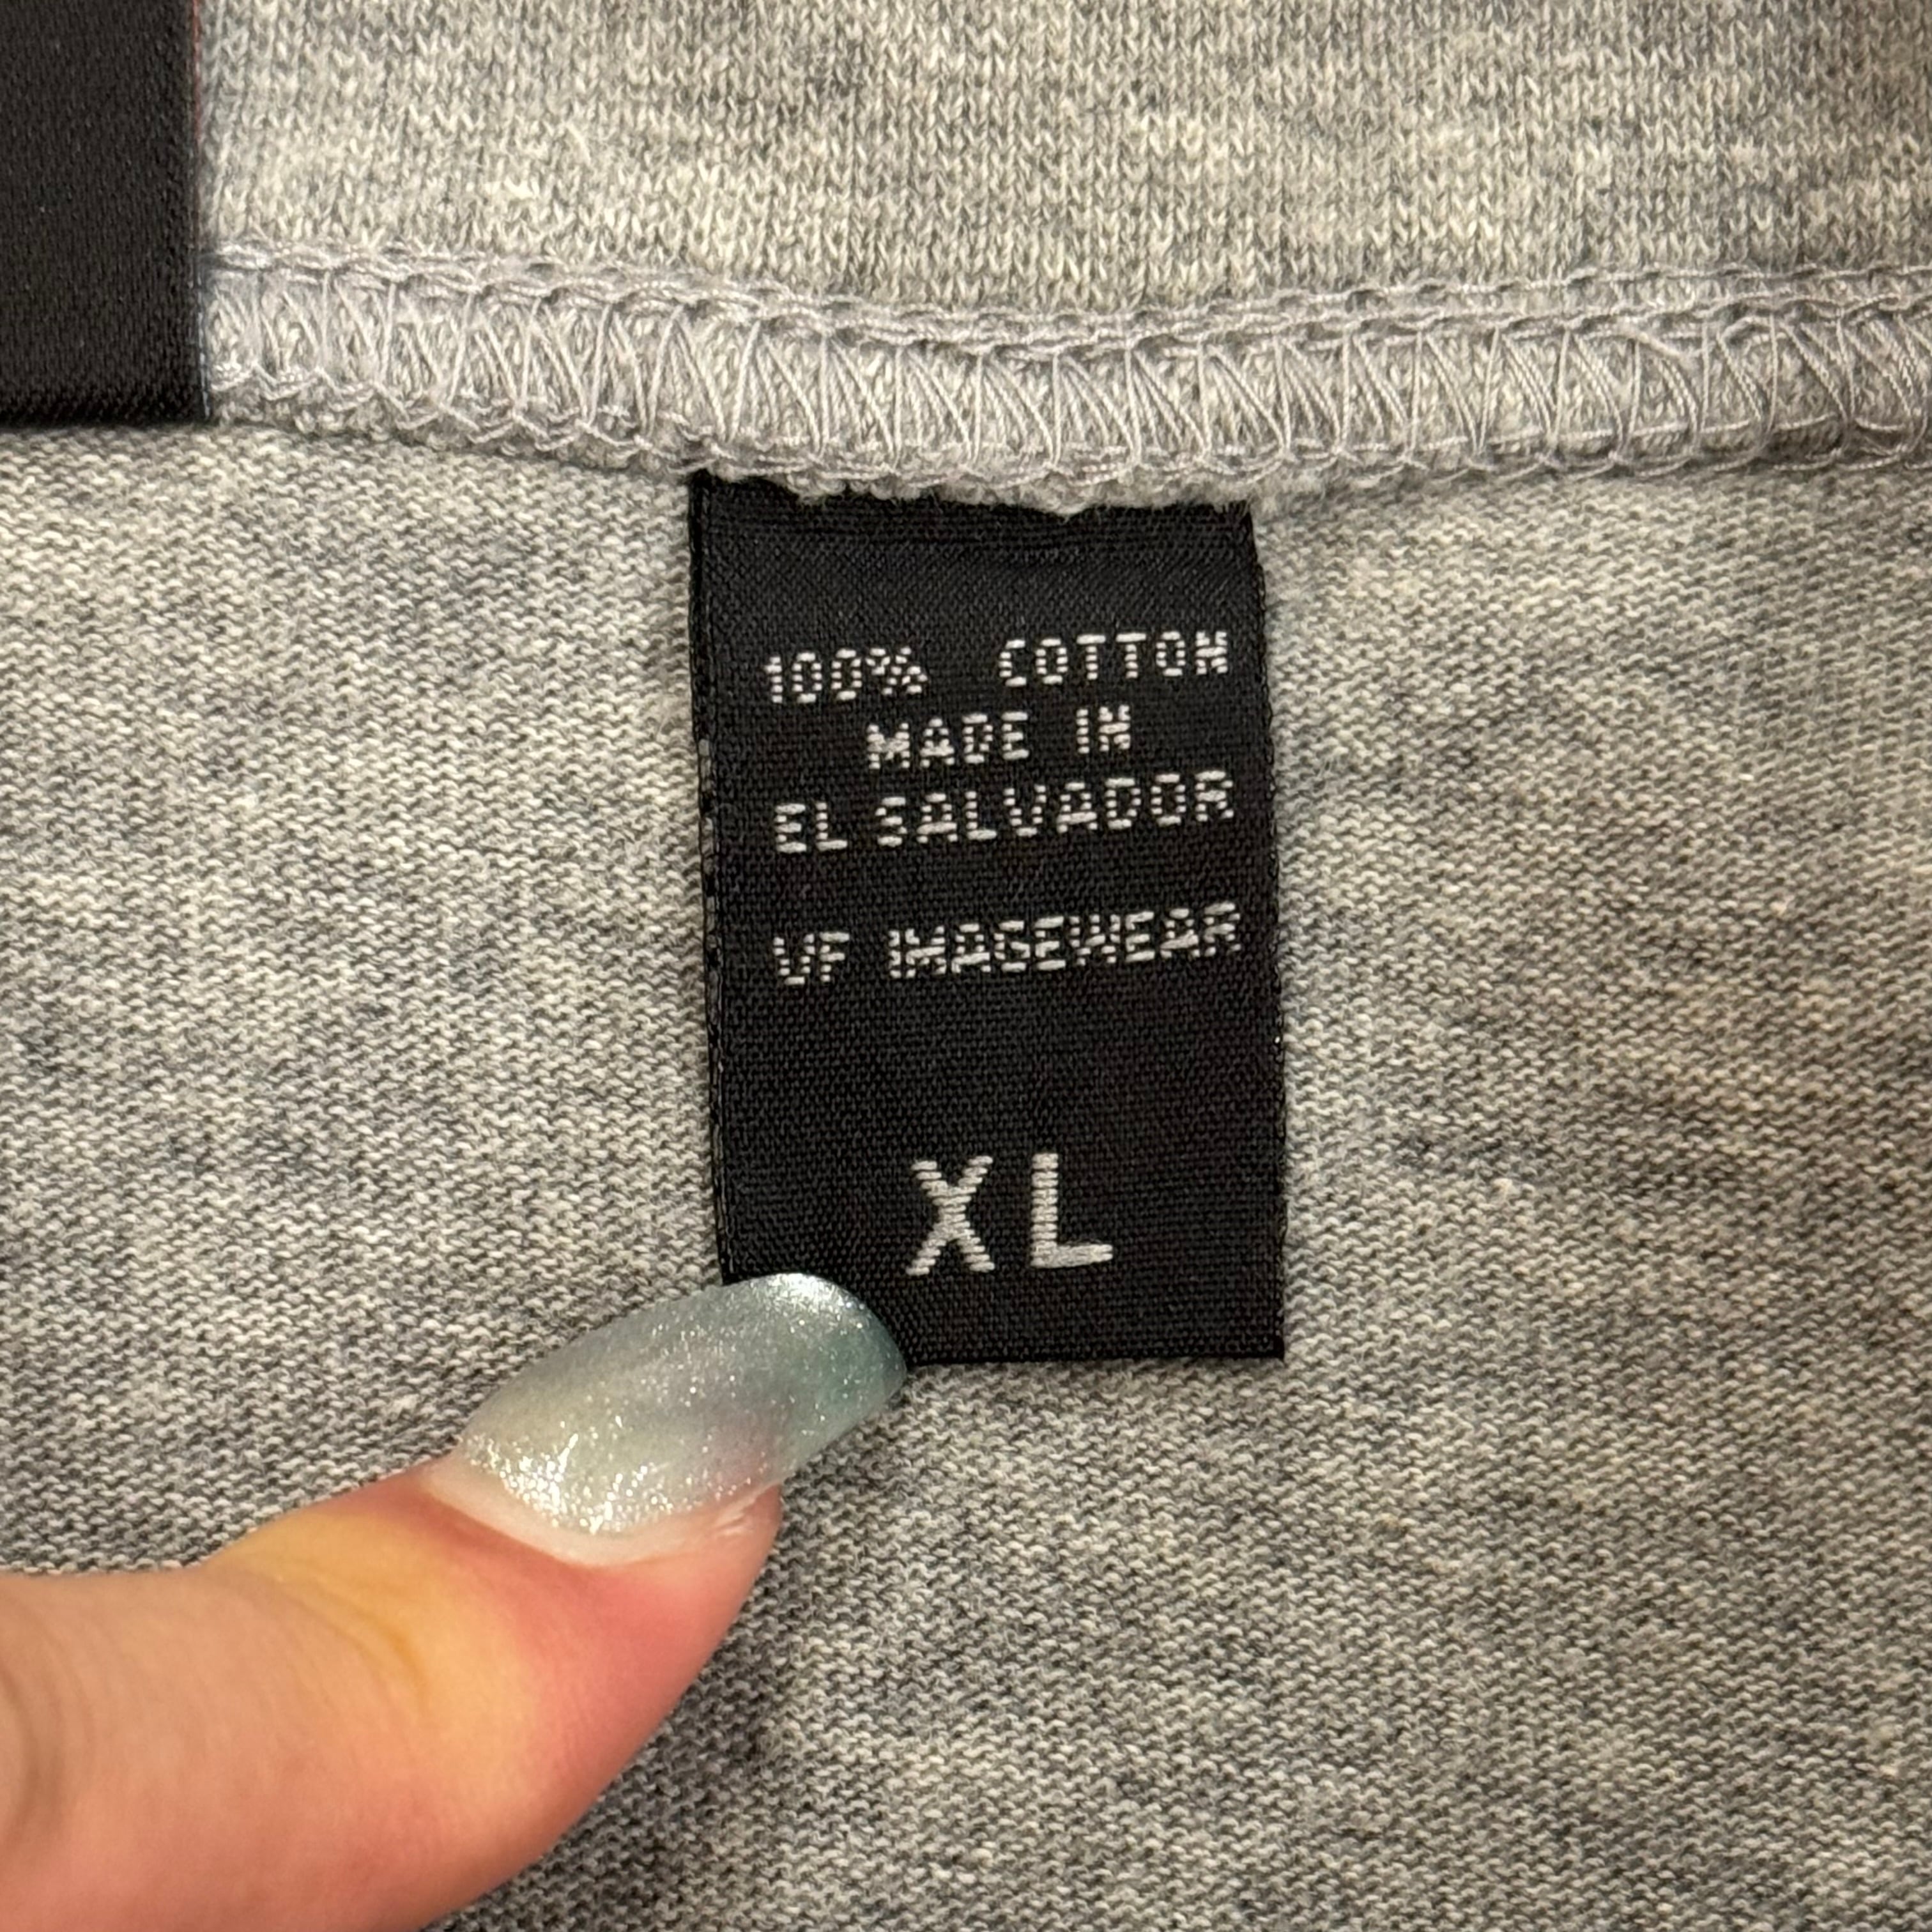 100% COTTON
MADE IN
EL SALVADOR
VF IMAGEWEAR
XL